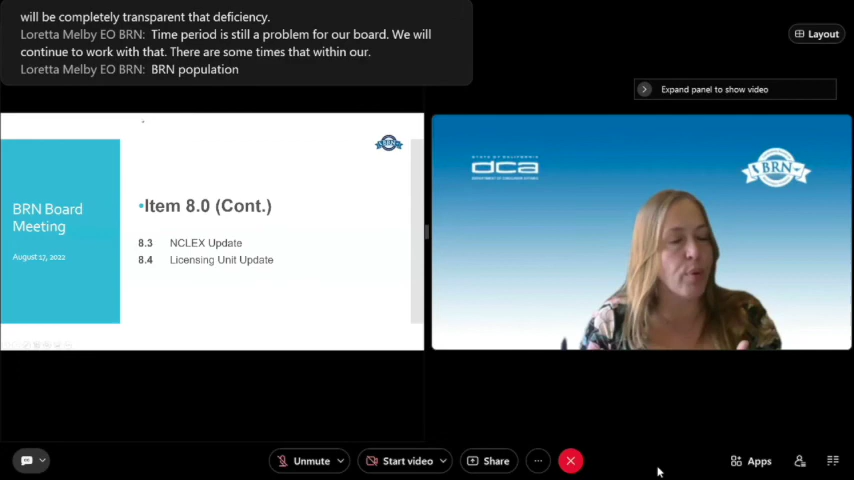 will be completely transparent that deficiency.
Loretta Melby EO BRN: Time period is still a problem for our board. We will
continue to work with that. There are some times that within our.
Loretta Melby EO BRN: BRN population
Layout
Expand panel to show video
BRN
BRN Board
Meeting
August 17, 2022
•Item 8.0 (Cont.)
8.3 NCLEX Update
8.4 Licensing Unit Update
STATE OF CALIFORNIA
dca
DEPARTMENT OF CONSUMER AFFAIRS
BRN
Unmute
Start video
Share
Apps